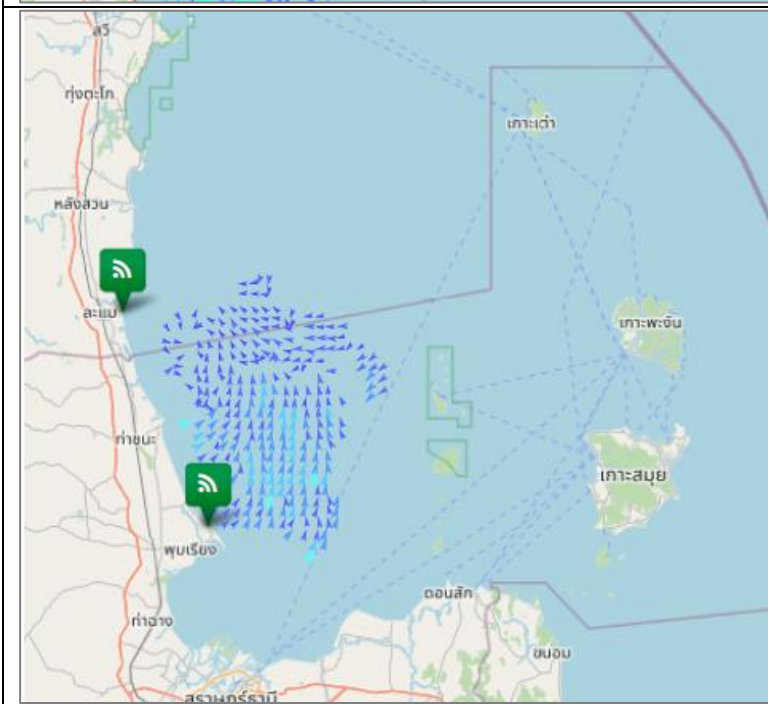 สวี
ทุ่งตะโก
เกาะเต่า
หลังสวน
ละแม
เกาะพะงัน
ท่าชนะ
เกาะสมุย
พุมเรียง
ดอนสัก
ท่าฉาง
ขนอม
สุราษฎร์ธานี